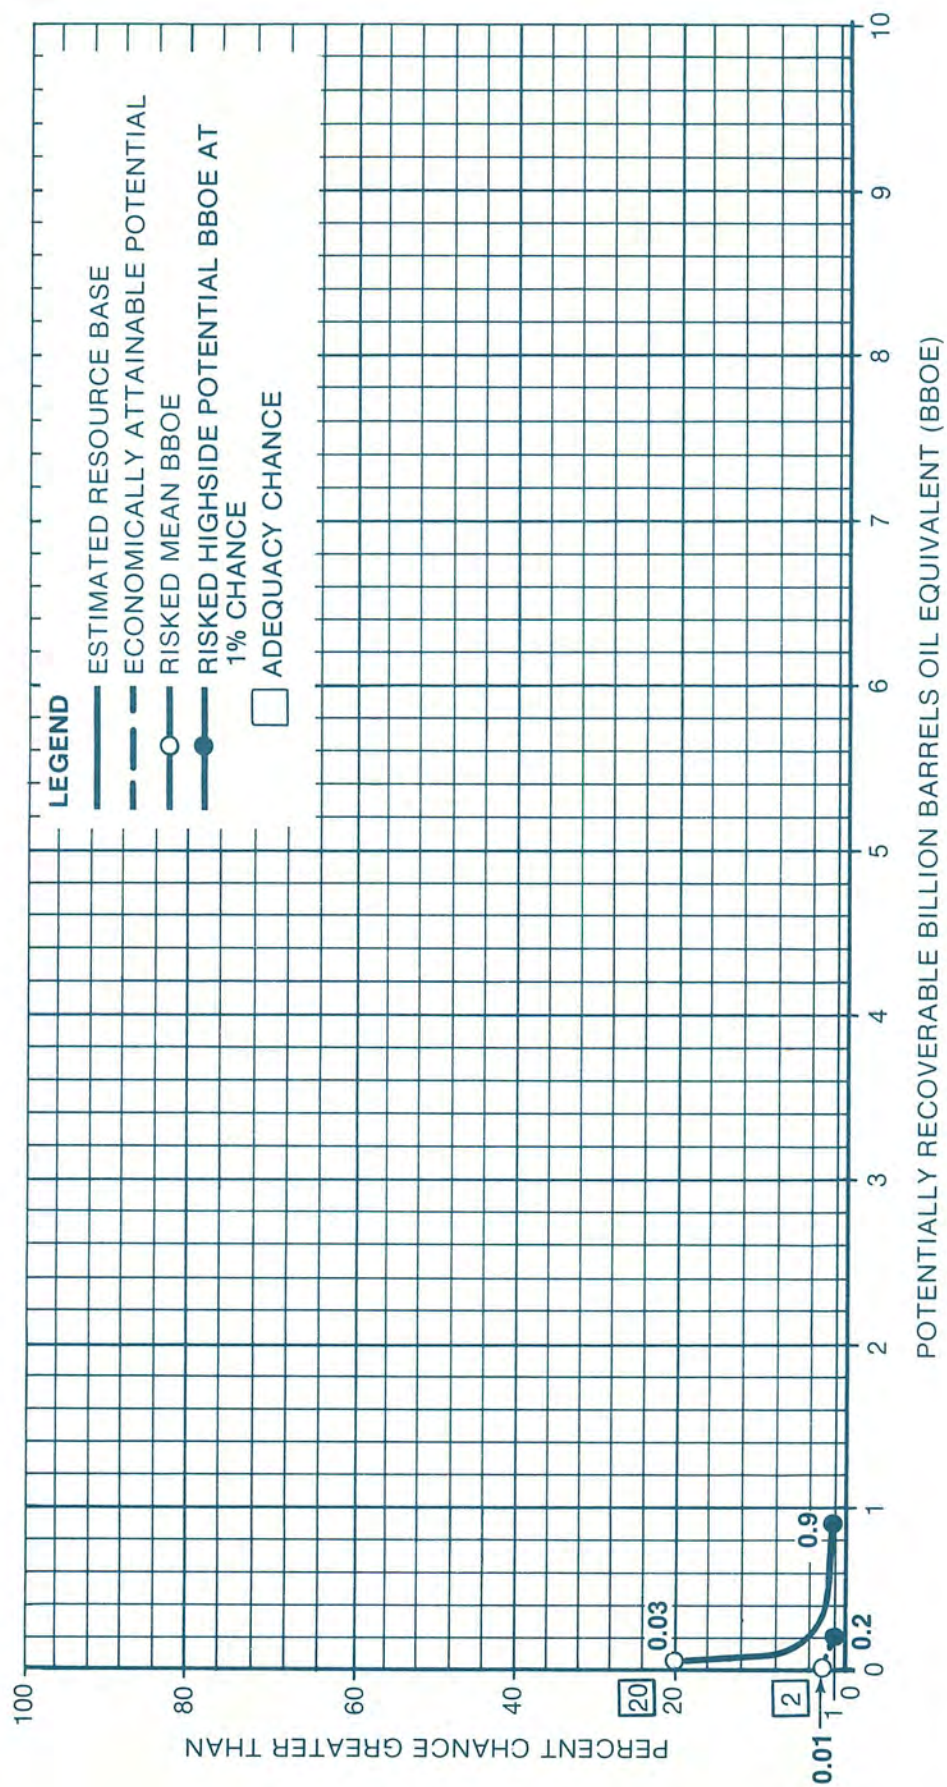 PERCENT CHANGE GREATER THAN
100
80
60
40
20
20
2
1
0
0.01
0.03
0.9
0.2
LEGEND
ESTIMATED RESOURCE BASE
ECONOMICALLY ATTAINABLE POTENTIAL
RISKED MEAN BBOE
RISKED HIGHSIDE POTENTIAL BBOE AT
1% CHANCE
ADEQUACY CHANCE
0 1 2 3 4 5 6 7 8 9 10
POTENTIALLY RECOVERABLE BILLION BARRELS OIL EQUIVALENT (BBOE)